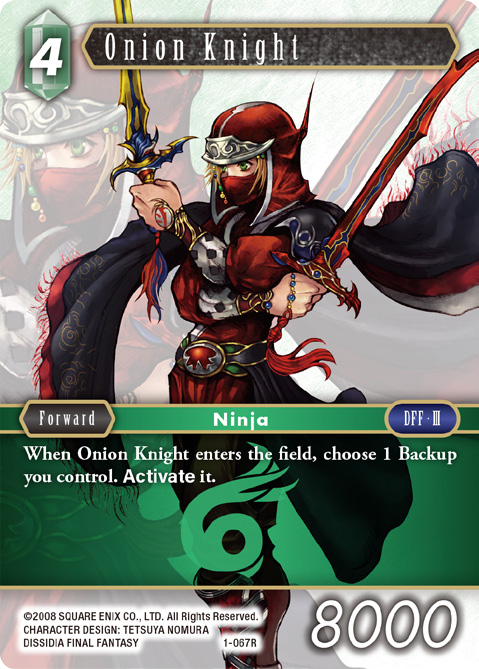 4
Onion Knight
Forward
Ninja
DFF · III
When Onion Knight enters the field, choose 1 Backup
you control. Activate it.
©2008 SQUARE ENIX CO., LTD. All Rights Reserved.
CHARACTER DESIGN: TETSUYA NOMURA
DISSIDIA FINAL FANTASY
1-067R
8000